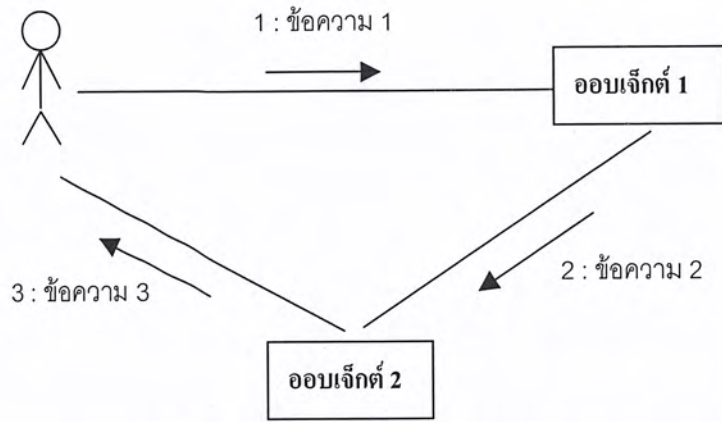 1 : ข้อความ 1
ออบเจ็กต์ 1
2 : ข้อความ 2
3 : ข้อความ 3
ออบเจ็กต์ 2